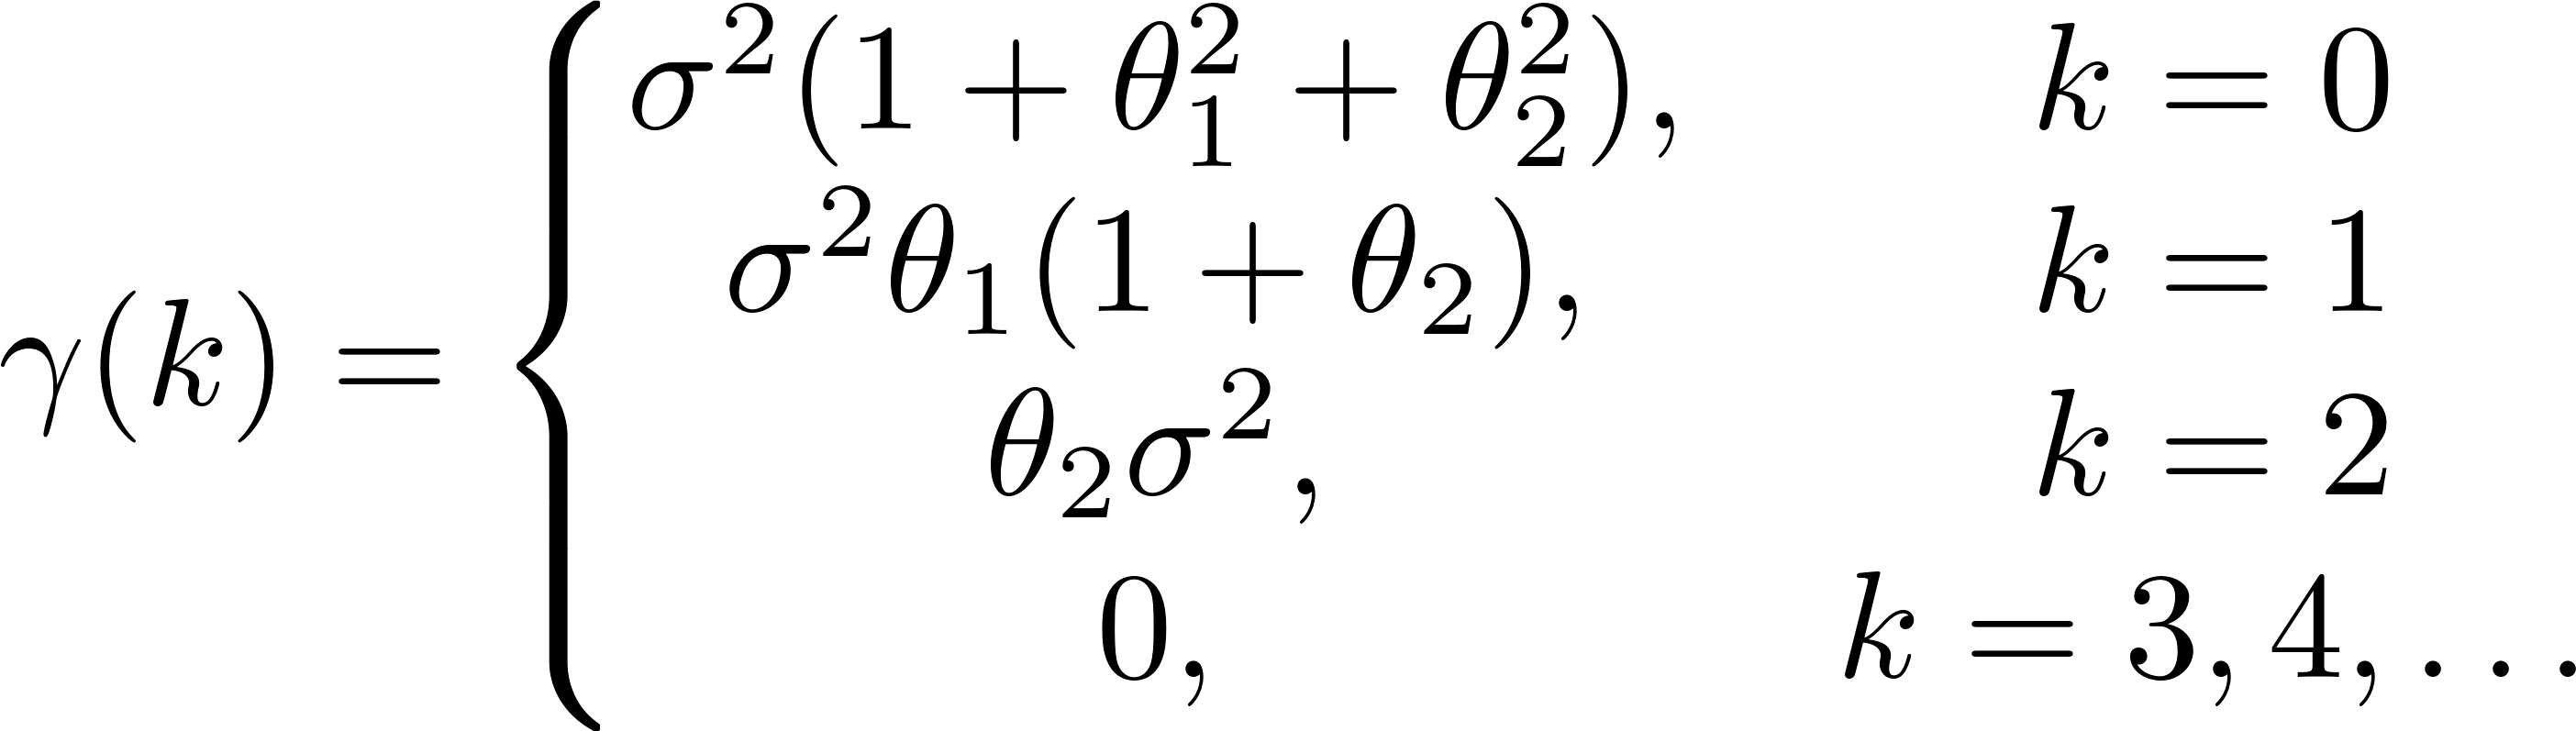 γ(k) = {
σ²(1 + θ₁² + θ₂²), k = 0
σ²θ₁(1 + θ₂), k = 1
θ₂σ², k = 2
0, k = 3, 4, . . .